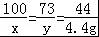 100/x = 73/y = 44/4.4g